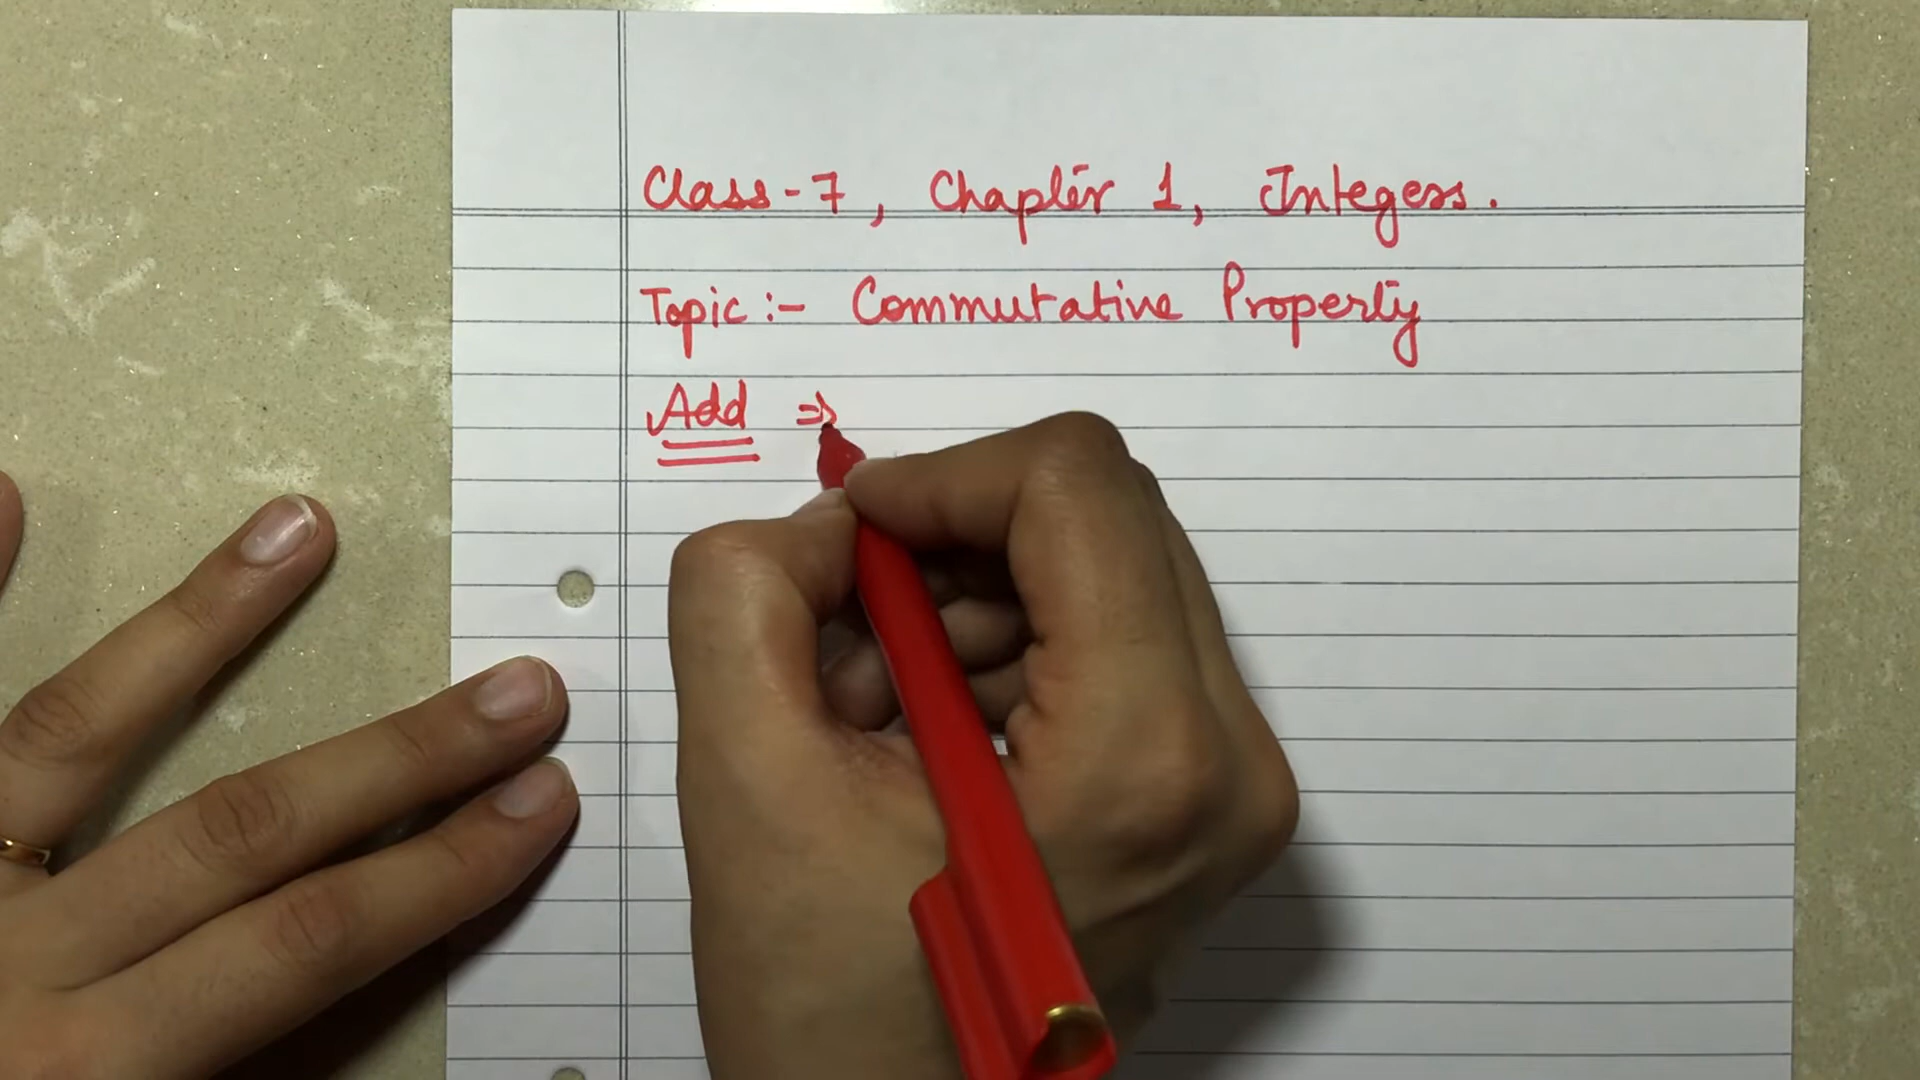 Class-7, Chapter 1, Integers.
Topic :- Commutative Property
Add ⇒